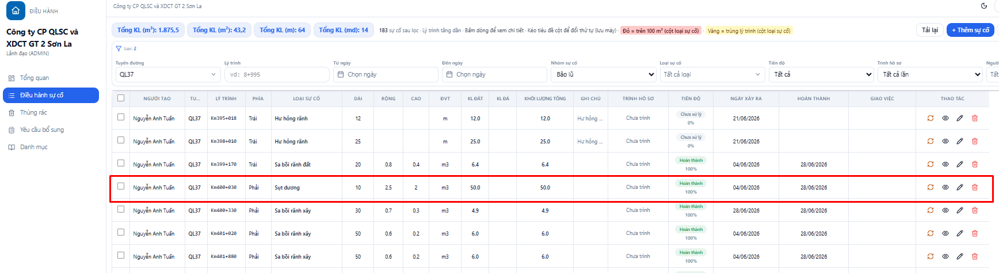 ĐIỀU HÀNH
Công ty CP QLSC và XDCT GT 2 Sơn La
Lãnh đạo (ADMIN)
Tổng quan
Điều hành sự cố
Thùng rác
Yêu cầu bổ sung
Danh mục
Công ty CP QLSC và XDCT GT 2 Sơn La
Tổng KL (m³): 1.875,5 Tổng KL (m²): 43,2 Tổng KL (m): 64 Tổng KL (md): 14 183 sự cố sau lọc · Lý trình tăng dần · Bấm dòng để xem chi tiết · Kéo tiêu đề cột để đổi thứ tự (lưu máy) · Đỏ = trên 100 m³ (cột loại sự cố) · Vàng = trùng lý trình (cột loại sự cố) Tải lại + Thêm sự cố
Lọc: 2
Tuyến đường Lý trình Từ ngày Đến ngày Nhóm sự cố Loại sự cố Tiến độ Trình hồ sơ Người
QL37 vd: 8+995 Chọn ngày Chọn ngày Bão lũ Tất cả loại Tất cả Tất cả lần Tất
NGƯỜI TẠO TU... LÝ TRÌNH PHÍA LOẠI SỰ CỐ DÀI RỘNG CAO ĐVT KL ĐẤT KL ĐÁ KHỐI LƯỢNG TỔNG GHI CHÚ TRÌNH HỒ SƠ TIẾN ĐỘ NGÀY XẢY RA HOÀN THÀNH GIAO VIỆC THAO TÁC
Nguyễn Anh Tuấn QL37 Km395+018 Trái Hư hỏng rãnh 12 m 12.0 12.0 Hư hỏng ... Chưa trình Chưa xử lý 0% 21/06/2026
Nguyễn Anh Tuấn QL37 Km398+010 Trái Hư hỏng rãnh 25 m 25.0 25.0 Hư hỏng ... Chưa trình Chưa xử lý 0% 21/06/2026
Nguyễn Anh Tuấn QL37 Km399+170 Trái Sa bồi rãnh đất 20 0.8 0.4 m3 6.4 6.4 Chưa trình Hoàn thành 100% 04/06/2026 28/06/2026
Nguyễn Anh Tuấn QL37 Km400+030 Phải Sụt dương 10 2.5 2 m3 50.0 50.0 Chưa trình Hoàn thành 100% 04/06/2026 28/06/2026
Nguyễn Anh Tuấn QL37 Km400+330 Phải Sa bồi rãnh xây 30 0.7 0.3 m3 4.9 4.9 Chưa trình Hoàn thành 100% 28/06/2026 28/06/2026
Nguyễn Anh Tuấn QL37 Km401+020 Phải Sa bồi rãnh xây 50 0.6 0.2 m3 6.0 6.0 Chưa trình Hoàn thành 100% 04/06/2026 28/06/2026
Nguyễn Anh Tuấn QL37 Km401+880 Phải Sa bồi rãnh xây 50 0.6 0.2 m3 6.0 6.0 Chưa trình Hoàn thành 100% 04/06/2026 28/06/2026